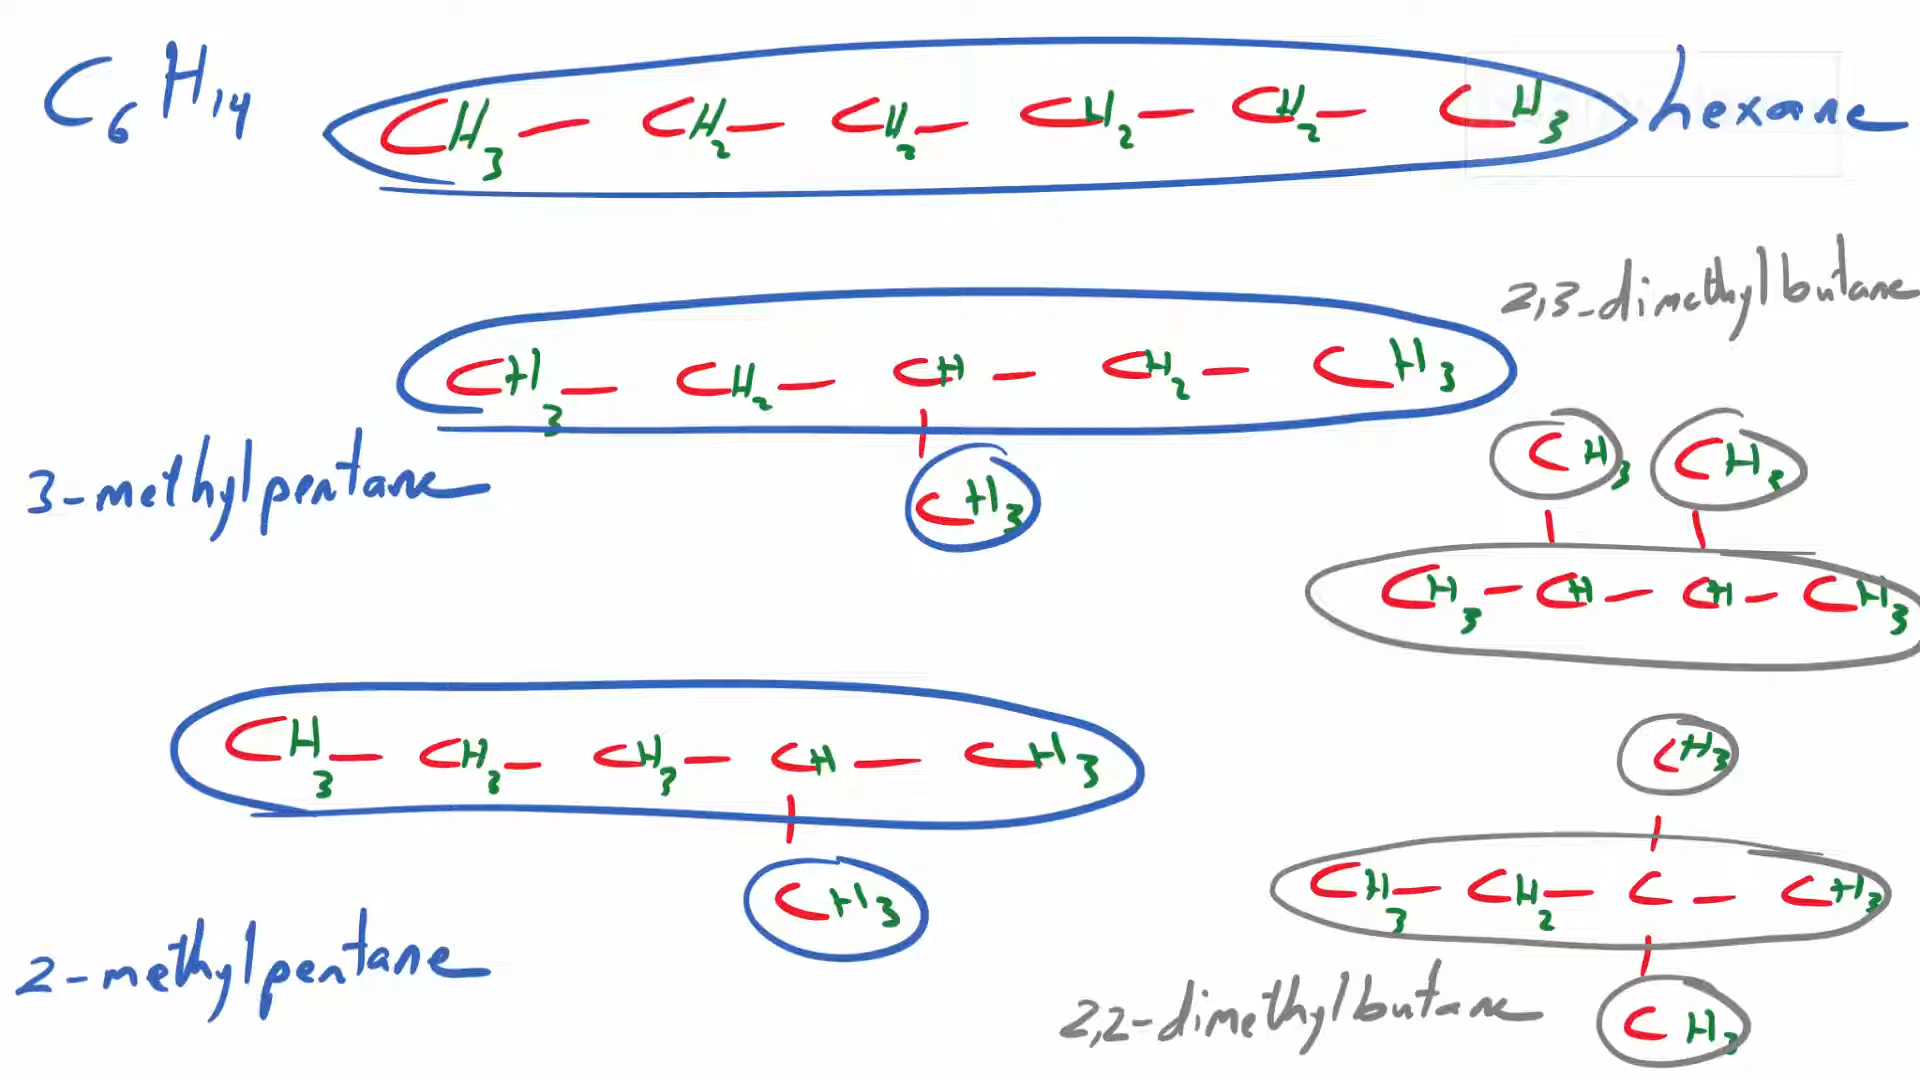 C6H14 CH3 — CH2 — CH2 — CH2 — CH2 — CH3 hexane
2,3-dimethylbutane
CH3 — CH2 — CH — CH2 — CH3
CH3
3-methylpentane
CH3 CH3
CH3 — CH — CH — CH3
CH3 — CH3 — CH3 — CH — CH3
CH3
2-methylpentane
CH3
CH3 — CH2 — C — CH3
CH3
2,2-dimethylbutane